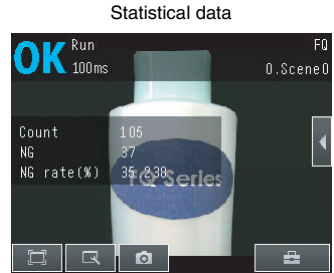 Statistical data
OK Run FQ
100ms 0.Scene0
Count 105
NG 37
NG rate(%) 35.238
FQ Series